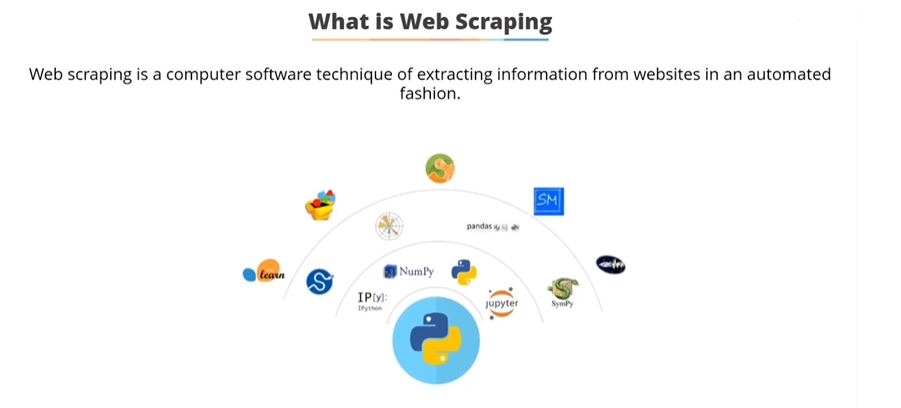 What is Web Scraping
Web scraping is a computer software technique of extracting information from websites in an automated
fashion.
SM
pandas
learn
NumPy
IP[y]:
IPython
jupyter
SymPy